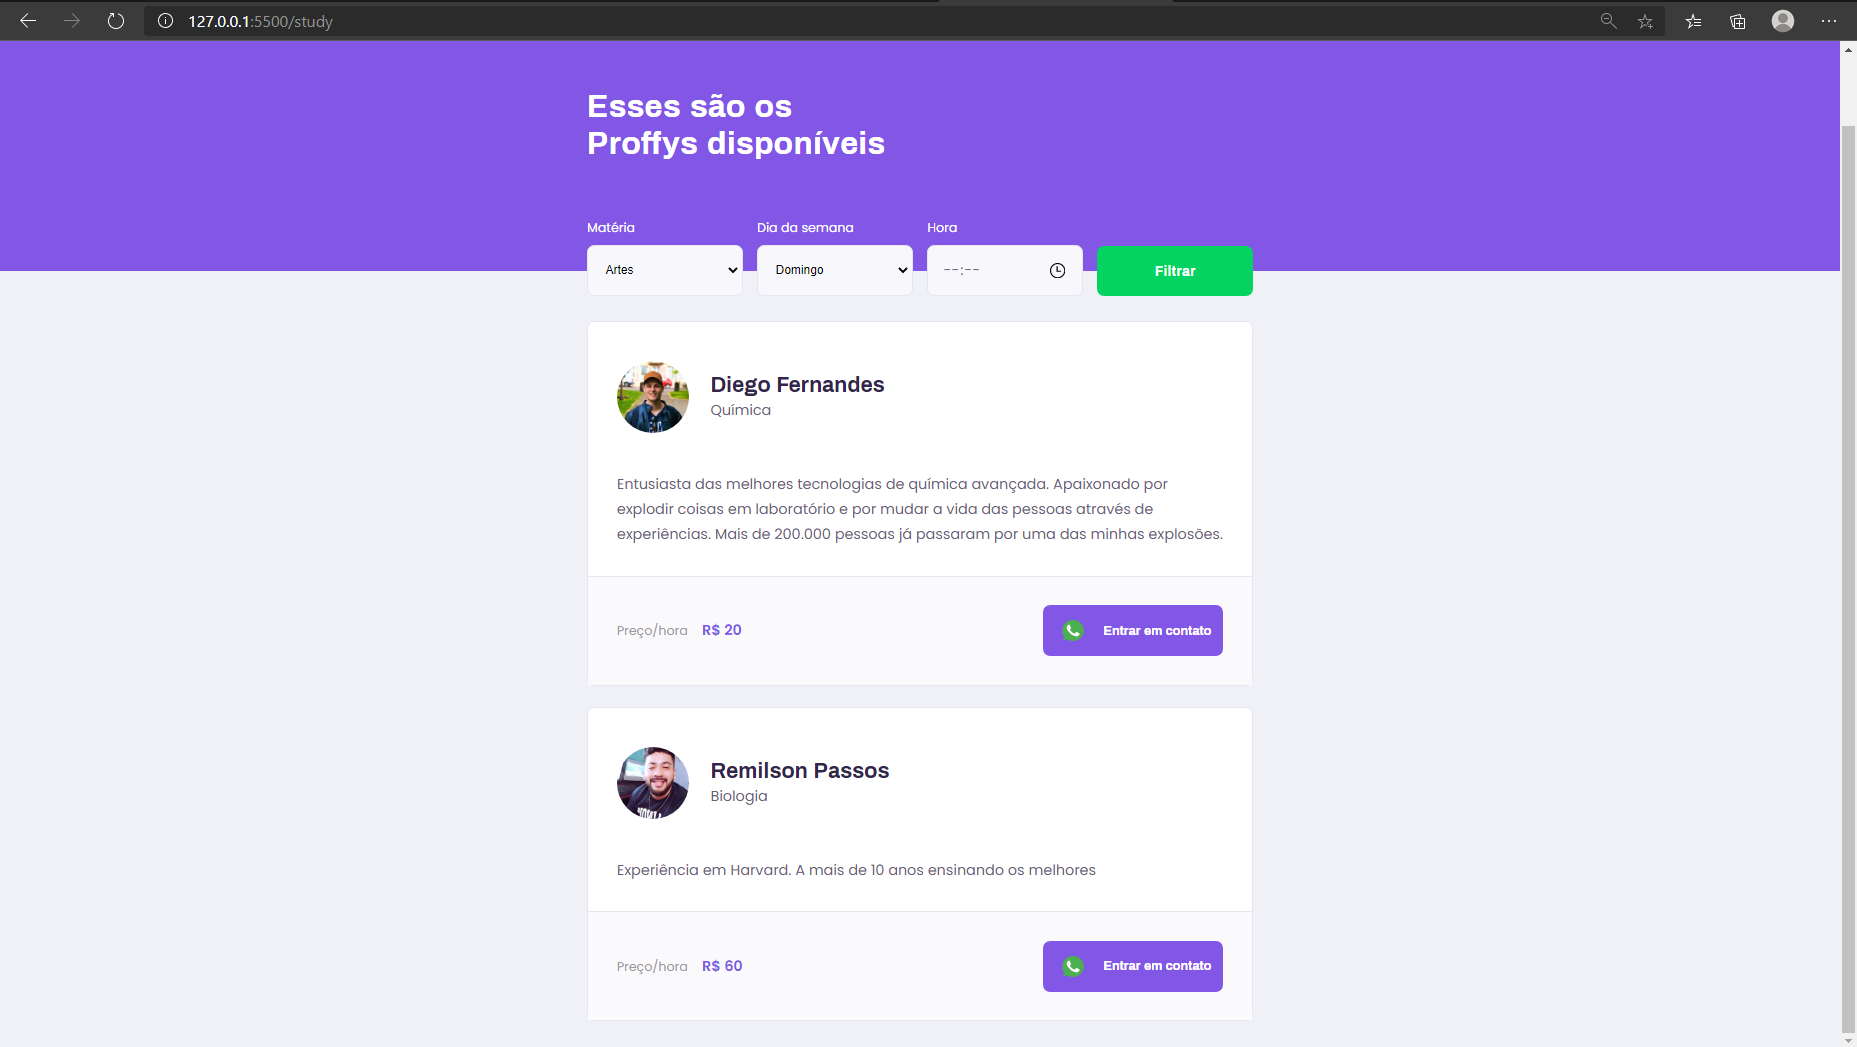 127.0.0.1:5500/study
Esses são os
Proffys disponíveis
Matéria Dia da semana Hora
Artes Domingo --:-- Filtrar
Diego Fernandes
Química
Entusiasta das melhores tecnologias de química avançada. Apaixonado por
explodir coisas em laboratório e por mudar a vida das pessoas através de
experiências. Mais de 200.000 pessoas já passaram por uma das minhas explosões.
Preço/hora R$ 20 Entrar em contato
Remilson Passos
Biologia
Experiência em Harvard. A mais de 10 anos ensinando os melhores
Preço/hora R$ 60 Entrar em contato